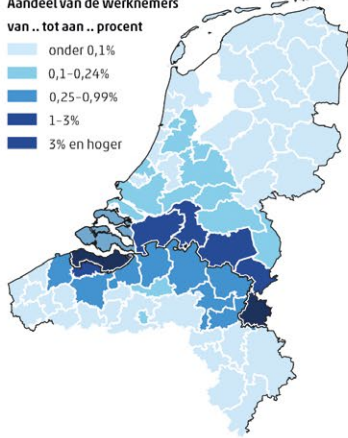 Aandeel van de werknemers
van .. tot aan .. procent
onder 0,1%
0,1–0,24%
0,25–0,99%
1–3%
3% en hoger